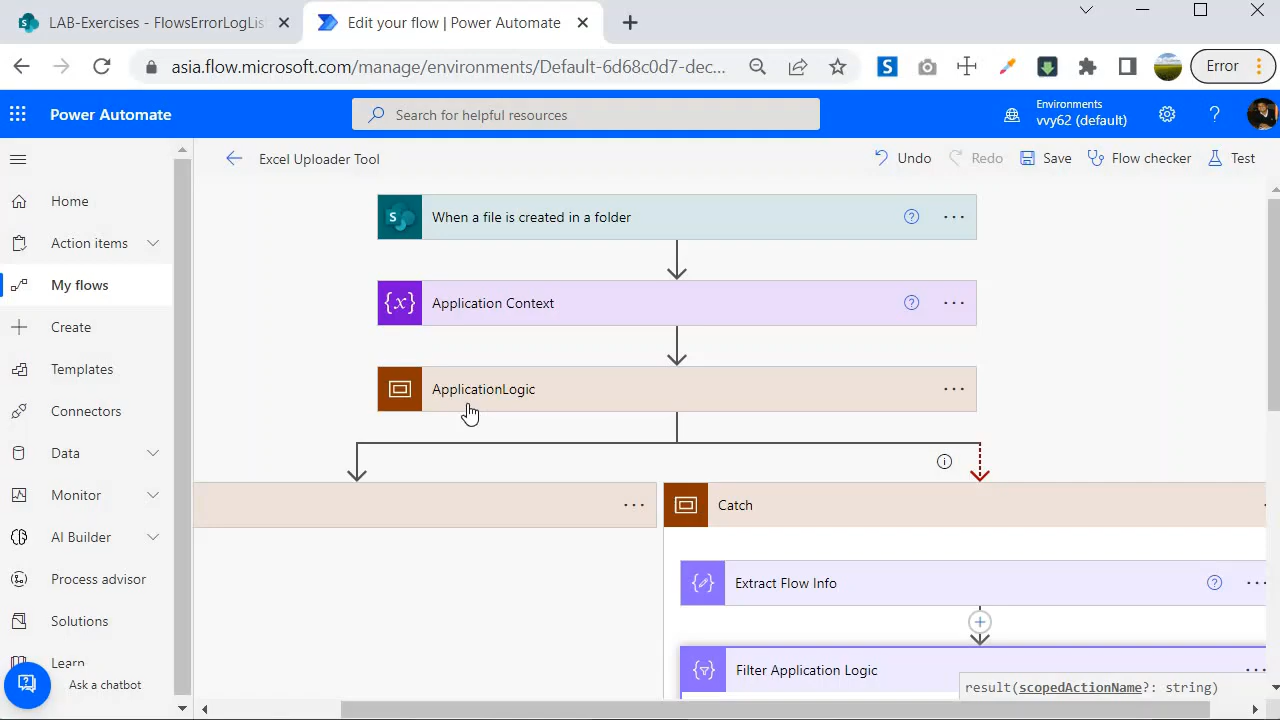 LAB-Exercises - FlowsErrorLogLis
Edit your flow | Power Automate
asia.flow.microsoft.com/manage/environments/Default-6d68c0d7-dec...
Error
Power Automate
Search for helpful resources
Environments
vvy62 (default)
Excel Uploader Tool
Undo
Redo
Save
Flow checker
Test
Home
Action items
My flows
Create
Templates
Connectors
Data
Monitor
AI Builder
Process advisor
Solutions
Learn
Ask a chatbot
When a file is created in a folder
Application Context
ApplicationLogic
Catch
Extract Flow Info
Filter Application Logic
result(scopedActionName?: string)